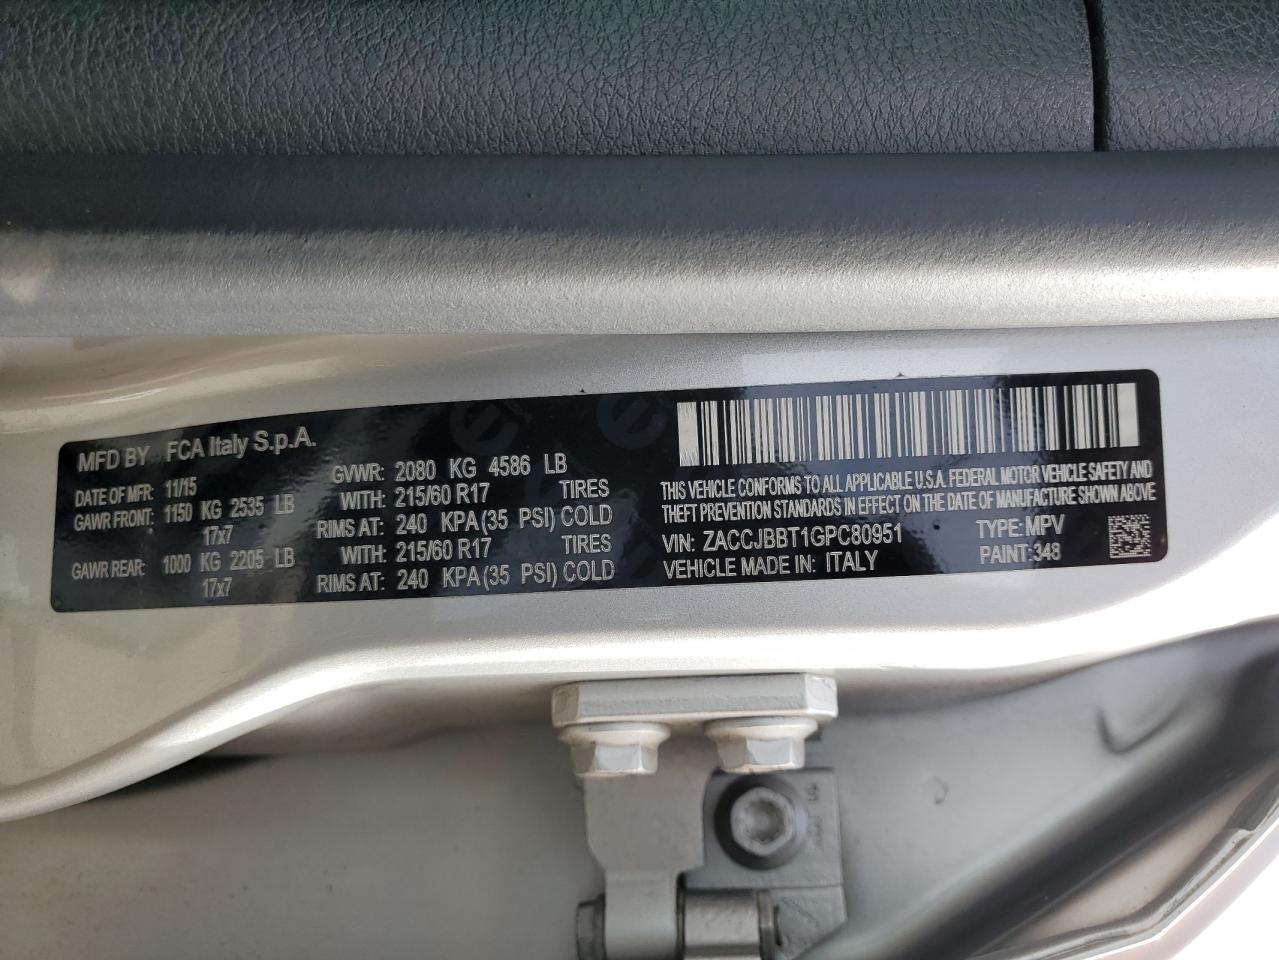 MFD BY FCA Italy S.p.A.
DATE OF MFR: 11/15 GVWR: 2080 KG 4586 LB
GAWR FRONT: 1150 KG 2535 LB WITH: 215/60 R17 TIRES
17x7 RIMS AT: 240 KPA(35 PSI) COLD
GAWR REAR: 1000 KG 2205 LB WITH: 215/60 R17 TIRES
17x7 RIMS AT: 240 KPA(35 PSI) COLD
THIS VEHICLE CONFORMS TO ALL APPLICABLE U.S.A. FEDERAL MOTOR VEHICLE SAFETY AND
THEFT PREVENTION STANDARDS IN EFFECT ON THE DATE OF MANUFACTURE SHOWN ABOVE
VIN: ZACCJBBT1GPC80951 TYPE: MPV
VEHICLE MADE IN: ITALY PAINT: 348